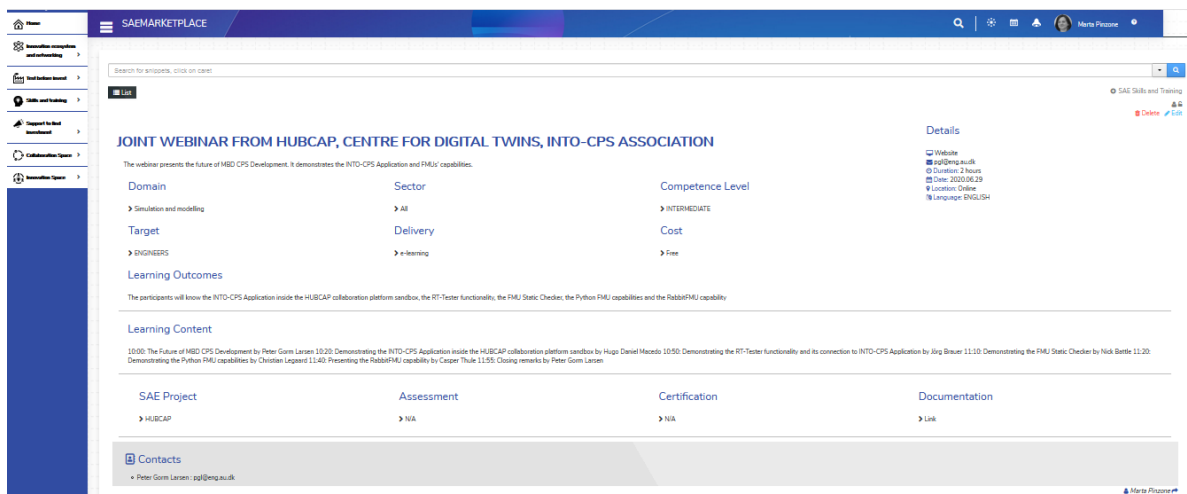 Home
SAEMARKETPLACE
Marta Pinzone
Innovation ecosystem
and networking
Test before invest
Skills and training
Support to find
investment
Collaboration Space
Innovation Space
Search for snippets, click on caret
List
SAE Skills and Training
Delete Edit
JOINT WEBINAR FROM HUBCAP, CENTRE FOR DIGITAL TWINS, INTO-CPS ASSOCIATION
The webinar presents the future of MBD CPS Development. It demonstrates the INTO-CPS Application and FMUs' capabilities.
Details
Website
pgl@eng.au.dk
Duration: 2 hours
Date: 2020.06.29
Location: Online
Language: ENGLISH
Domain Sector Competence Level
Simulation and modelling All INTERMEDIATE
Target Delivery Cost
ENGINEERS e-learning Free
Learning Outcomes
The participants will know the INTO-CPS Application inside the HUBCAP collaboration platform sandbox, the RT-Tester functionality, the FMU Static Checker, the Python FMU capabilities and the RabbitFMU capability
Learning Content
10:00: The Future of MBD CPS Development by Peter Gorm Larsen 10:20: Demonstrating the INTO-CPS Application inside the HUBCAP collaboration platform sandbox by Hugo Daniel Macedo 10:50: Demonstrating the RT-Tester functionality and its connection to INTO-CPS Application by Jörg Brauer 11:10: Demonstrating the FMU Static Checker by Nick Battle 11:20:
Demonstrating the Python FMU capabilities by Christian Legaard 11:40: Presenting the RabbitFMU capability by Casper Thule 11:55: Closing remarks by Peter Gorm Larsen
SAE Project Assessment Certification Documentation
HUBCAP N/A N/A Link
Contacts
Peter Gorm Larsen : pgl@eng.au.dk
Marta Pinzone